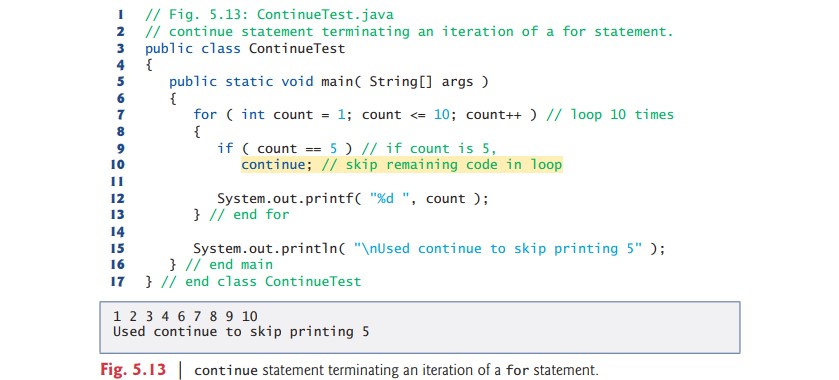 1 // Fig. 5.13: ContinueTest.java
2 // continue statement terminating an iteration of a for statement.
3 public class ContinueTest
4 {
5 public static void main( String[] args )
6 {
7 for ( int count = 1; count <= 10; count++ ) // loop 10 times
8 {
9 if ( count == 5 ) // if count is 5,
10 continue; // skip remaining code in loop
11
12 System.out.printf( "%d ", count );
13 } // end for
14
15 System.out.println( "\nUsed continue to skip printing 5" );
16 } // end main
17 } // end class ContinueTest
1 2 3 4 6 7 8 9 10
Used continue to skip printing 5
Fig. 5.13 | continue statement terminating an iteration of a for statement.